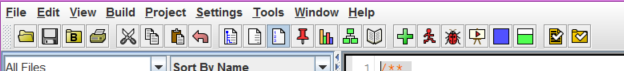 File Edit View Build Project Settings Tools Window Help
All Files Sort By Name 1 /**